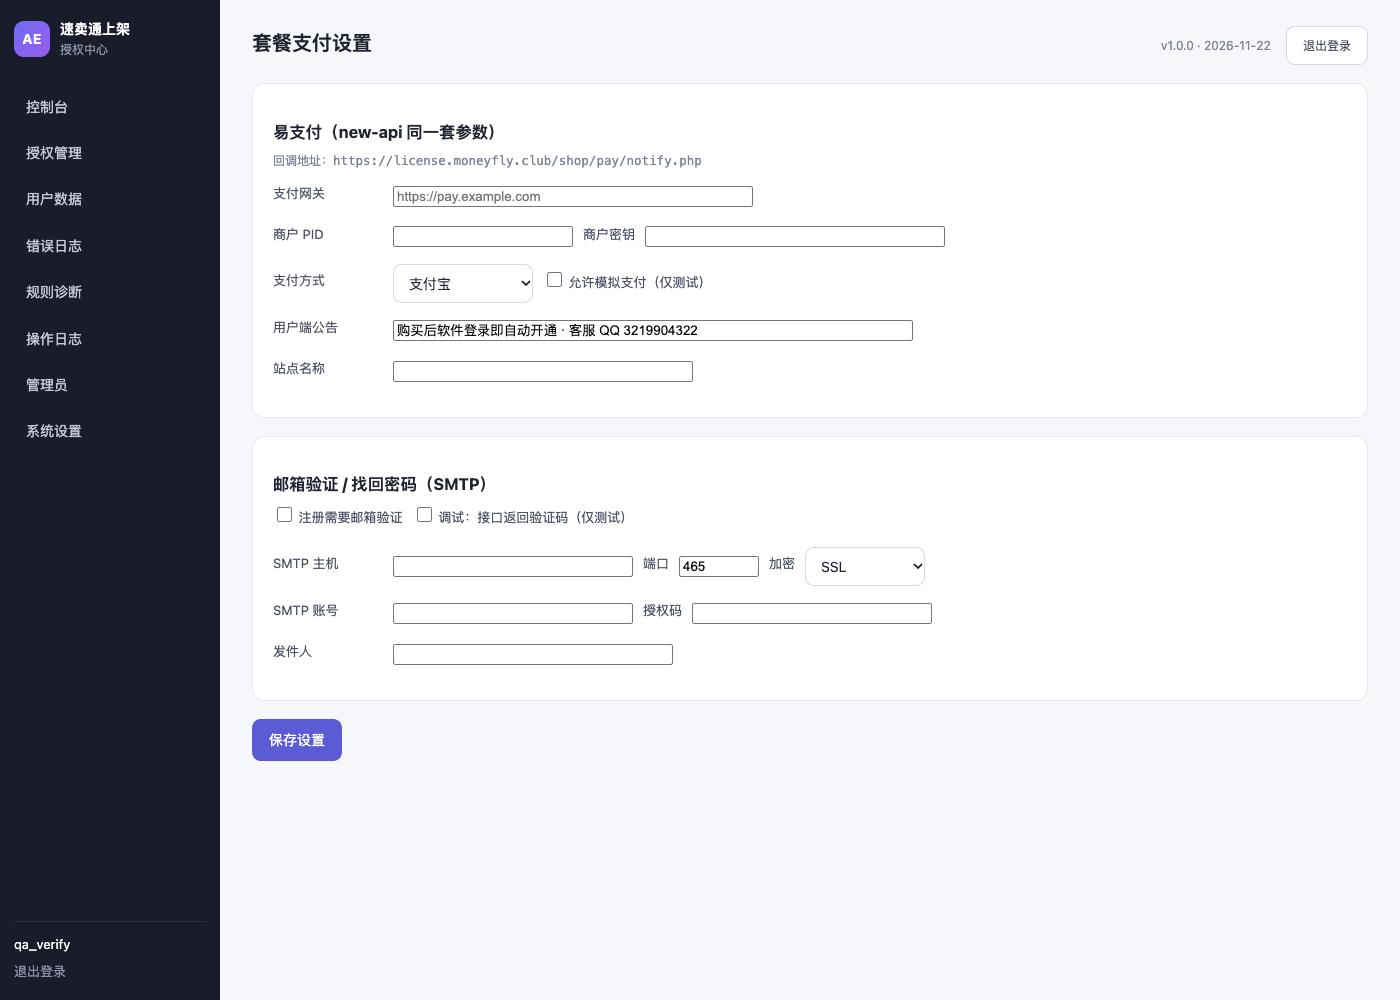 AE
速卖通上架
授权中心
控制台
授权管理
用户数据
错误日志
规则诊断
操作日志
管理员
系统设置
qa_verify
退出登录
套餐支付设置
v1.0.0 · 2026-11-22
退出登录
易支付（new-api 同一套参数）
回调地址：https://license.moneyfly.club/shop/pay/notify.php
支付网关 https://pay.example.com
商户 PID 商户密钥
支付方式 支付宝 允许模拟支付（仅测试）
用户端公告 购买后软件登录即自动开通 · 客服 QQ 3219904322
站点名称
邮箱验证 / 找回密码（SMTP）
注册需要邮箱验证 调试：接口返回验证码（仅测试）
SMTP 主机 端口 465 加密 SSL
SMTP 账号 授权码
发件人
保存设置